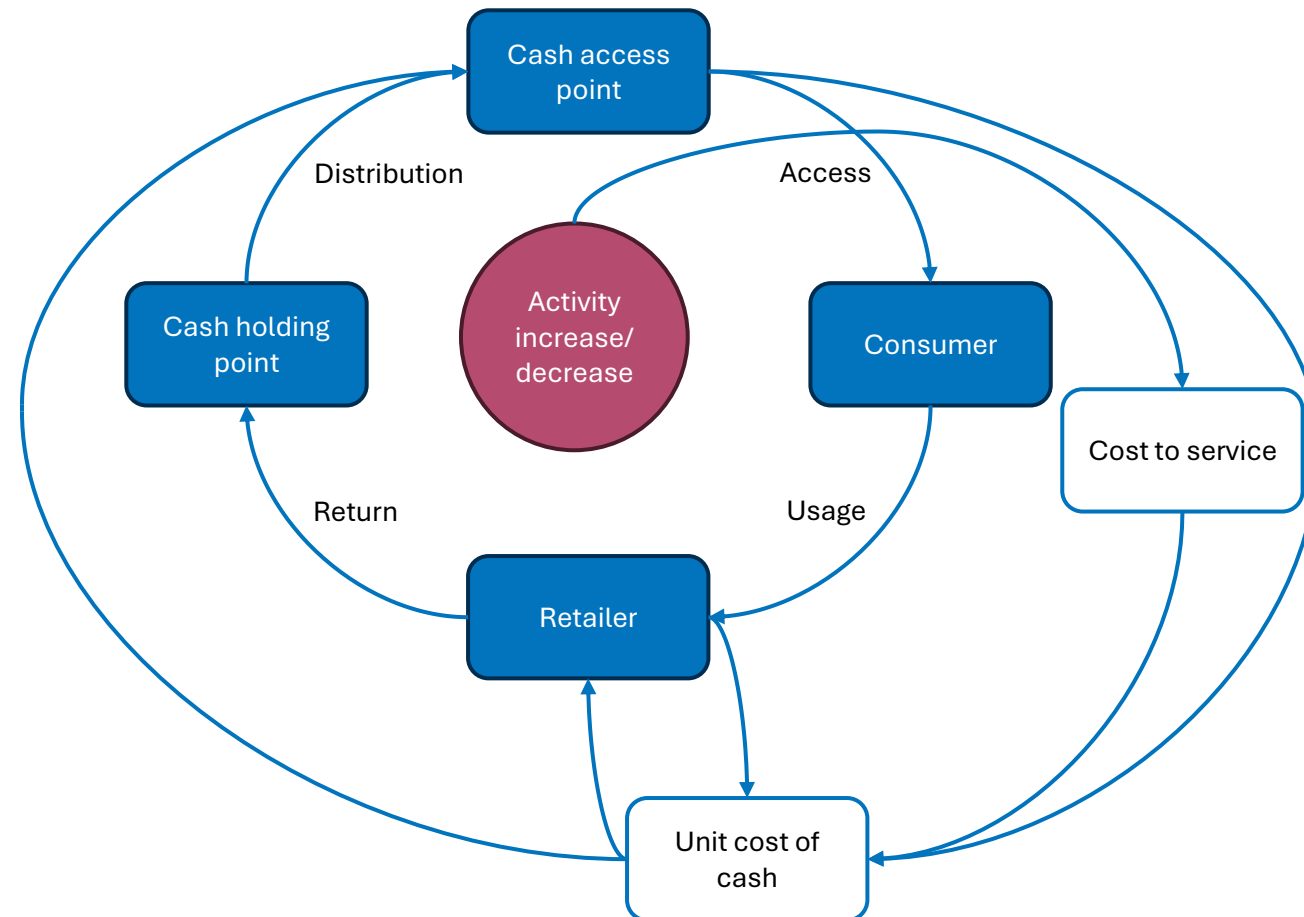 Cash access
point
Distribution
Access
Activity
increase/
decrease
Cash holding
point
Consumer
Cost to service
Return
Usage
Retailer
Unit cost of
cash